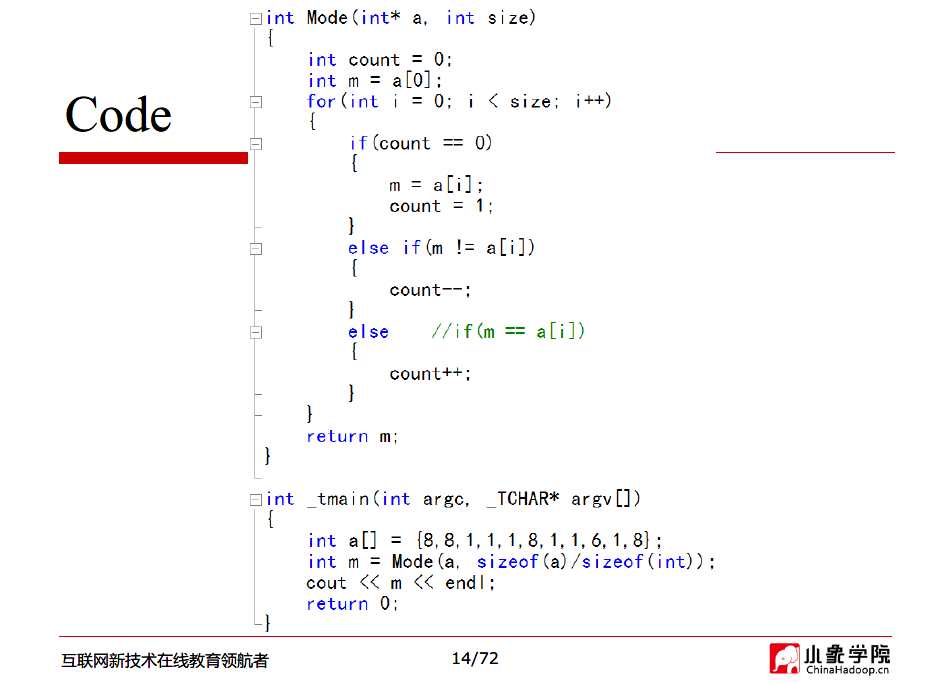 Code
int Mode(int* a, int size)
{
    int count = 0;
    int m = a[0];
    for(int i = 0; i < size; i++)
    {
        if(count == 0)
        {
            m = a[i];
            count = 1;
        }
        else if(m != a[i])
        {
            count--;
        }
        else    //if(m == a[i])
        {
            count++;
        }
    }
    return m;
}
int _tmain(int argc, _TCHAR* argv[])
{
    int a[] = {8,8,1,1,1,8,1,1,6,1,8};
    int m = Mode(a, sizeof(a)/sizeof(int));
    cout << m << endl;
    return 0;
}
互联网新技术在线教育领航者
14/72
小象学院
ChinaHadoop.cn